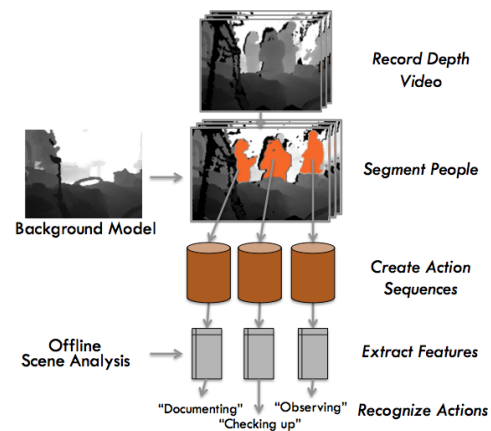 Record Depth
Video
Segment People
Background Model
Create Action
Sequences
Offline
Scene Analysis
Extract Features
“Documenting”
“Observing”
“Checking up”
Recognize Actions